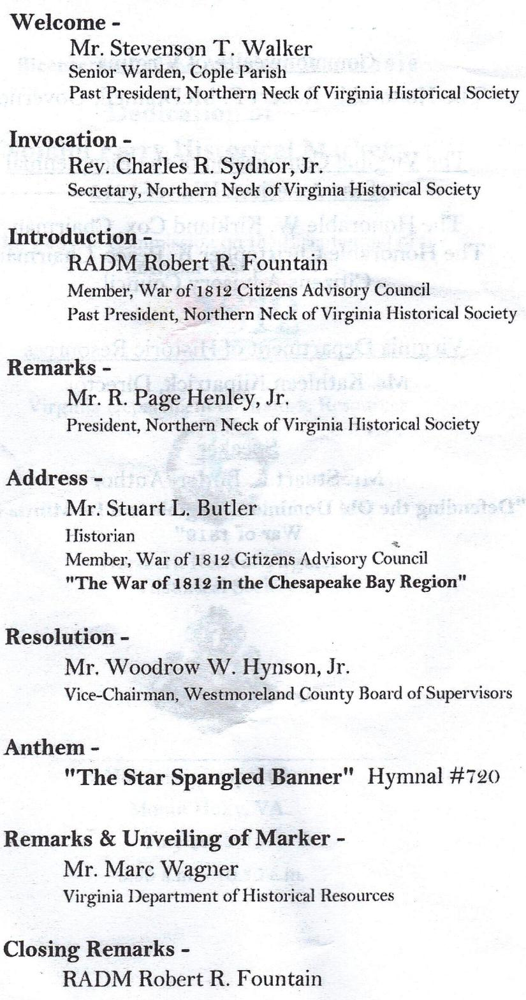 Welcome -
Mr. Stevenson T. Walker
Senior Warden, Cople Parish
Past President, Northern Neck of Virginia Historical Society
Invocation -
Rev. Charles R. Sydnor, Jr.
Secretary, Northern Neck of Virginia Historical Society
Introduction -
RADM Robert R. Fountain
Member, War of 1812 Citizens Advisory Council
Past President, Northern Neck of Virginia Historical Society
Remarks -
Mr. R. Page Henley, Jr.
President, Northern Neck of Virginia Historical Society
Address -
Mr. Stuart L. Butler
Historian
Member, War of 1812 Citizens Advisory Council
"The War of 1812 in the Chesapeake Bay Region"
Resolution -
Mr. Woodrow W. Hynson, Jr.
Vice-Chairman, Westmoreland County Board of Supervisors
Anthem -
"The Star Spangled Banner" Hymnal #720
Remarks & Unveiling of Marker -
Mr. Marc Wagner
Virginia Department of Historical Resources
Closing Remarks -
RADM Robert R. Fountain